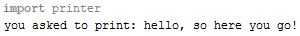 import printer
you asked to print: hello, so here you go!